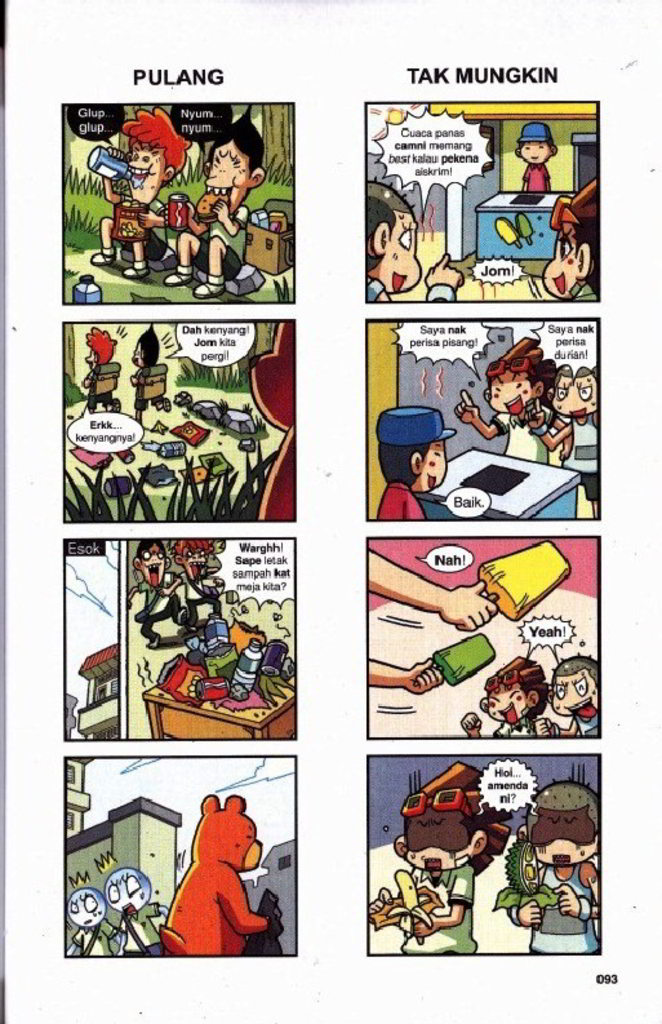 PULANG
Glup...
glup...
Nyum...
nyum...
Dah kenyang!
Jom kita
pergi!
Erkk...
kenyangnya!
Esok
Warghh!
Sape letak
sampah kat
meja kita?
TAK MUNGKIN
Cuaca panas
camni memang
best kalau pekena
aiskrim!
Jom!
Saya nak
perisa pisang!
Saya nak
perisa
durian!
Baik.
Nah!
Yeah!
Hoi...
amenda
ni?
093